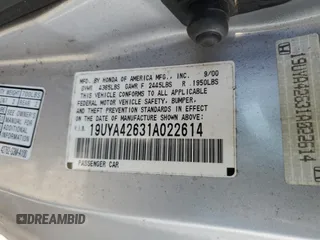 MFD. BY HONDA OF AMERICA MFG., INC. 9/00
GVWR 4365LBS GAWR F 2445LBS R 1950LBS
THIS VEHICLE CONFORMS TO ALL APPLICABLE
FEDERAL MOTOR VEHICLE SAFETY, BUMPER,
AND THEFT PREVENTION STANDARDS IN
EFFECT ON THE DATE OF MANUFACTURE
SHOWN ABOVE.
V.I.N. 19UYA42631A022614
PASSENGER CAR
19UYA42631A022614
DREAMBID